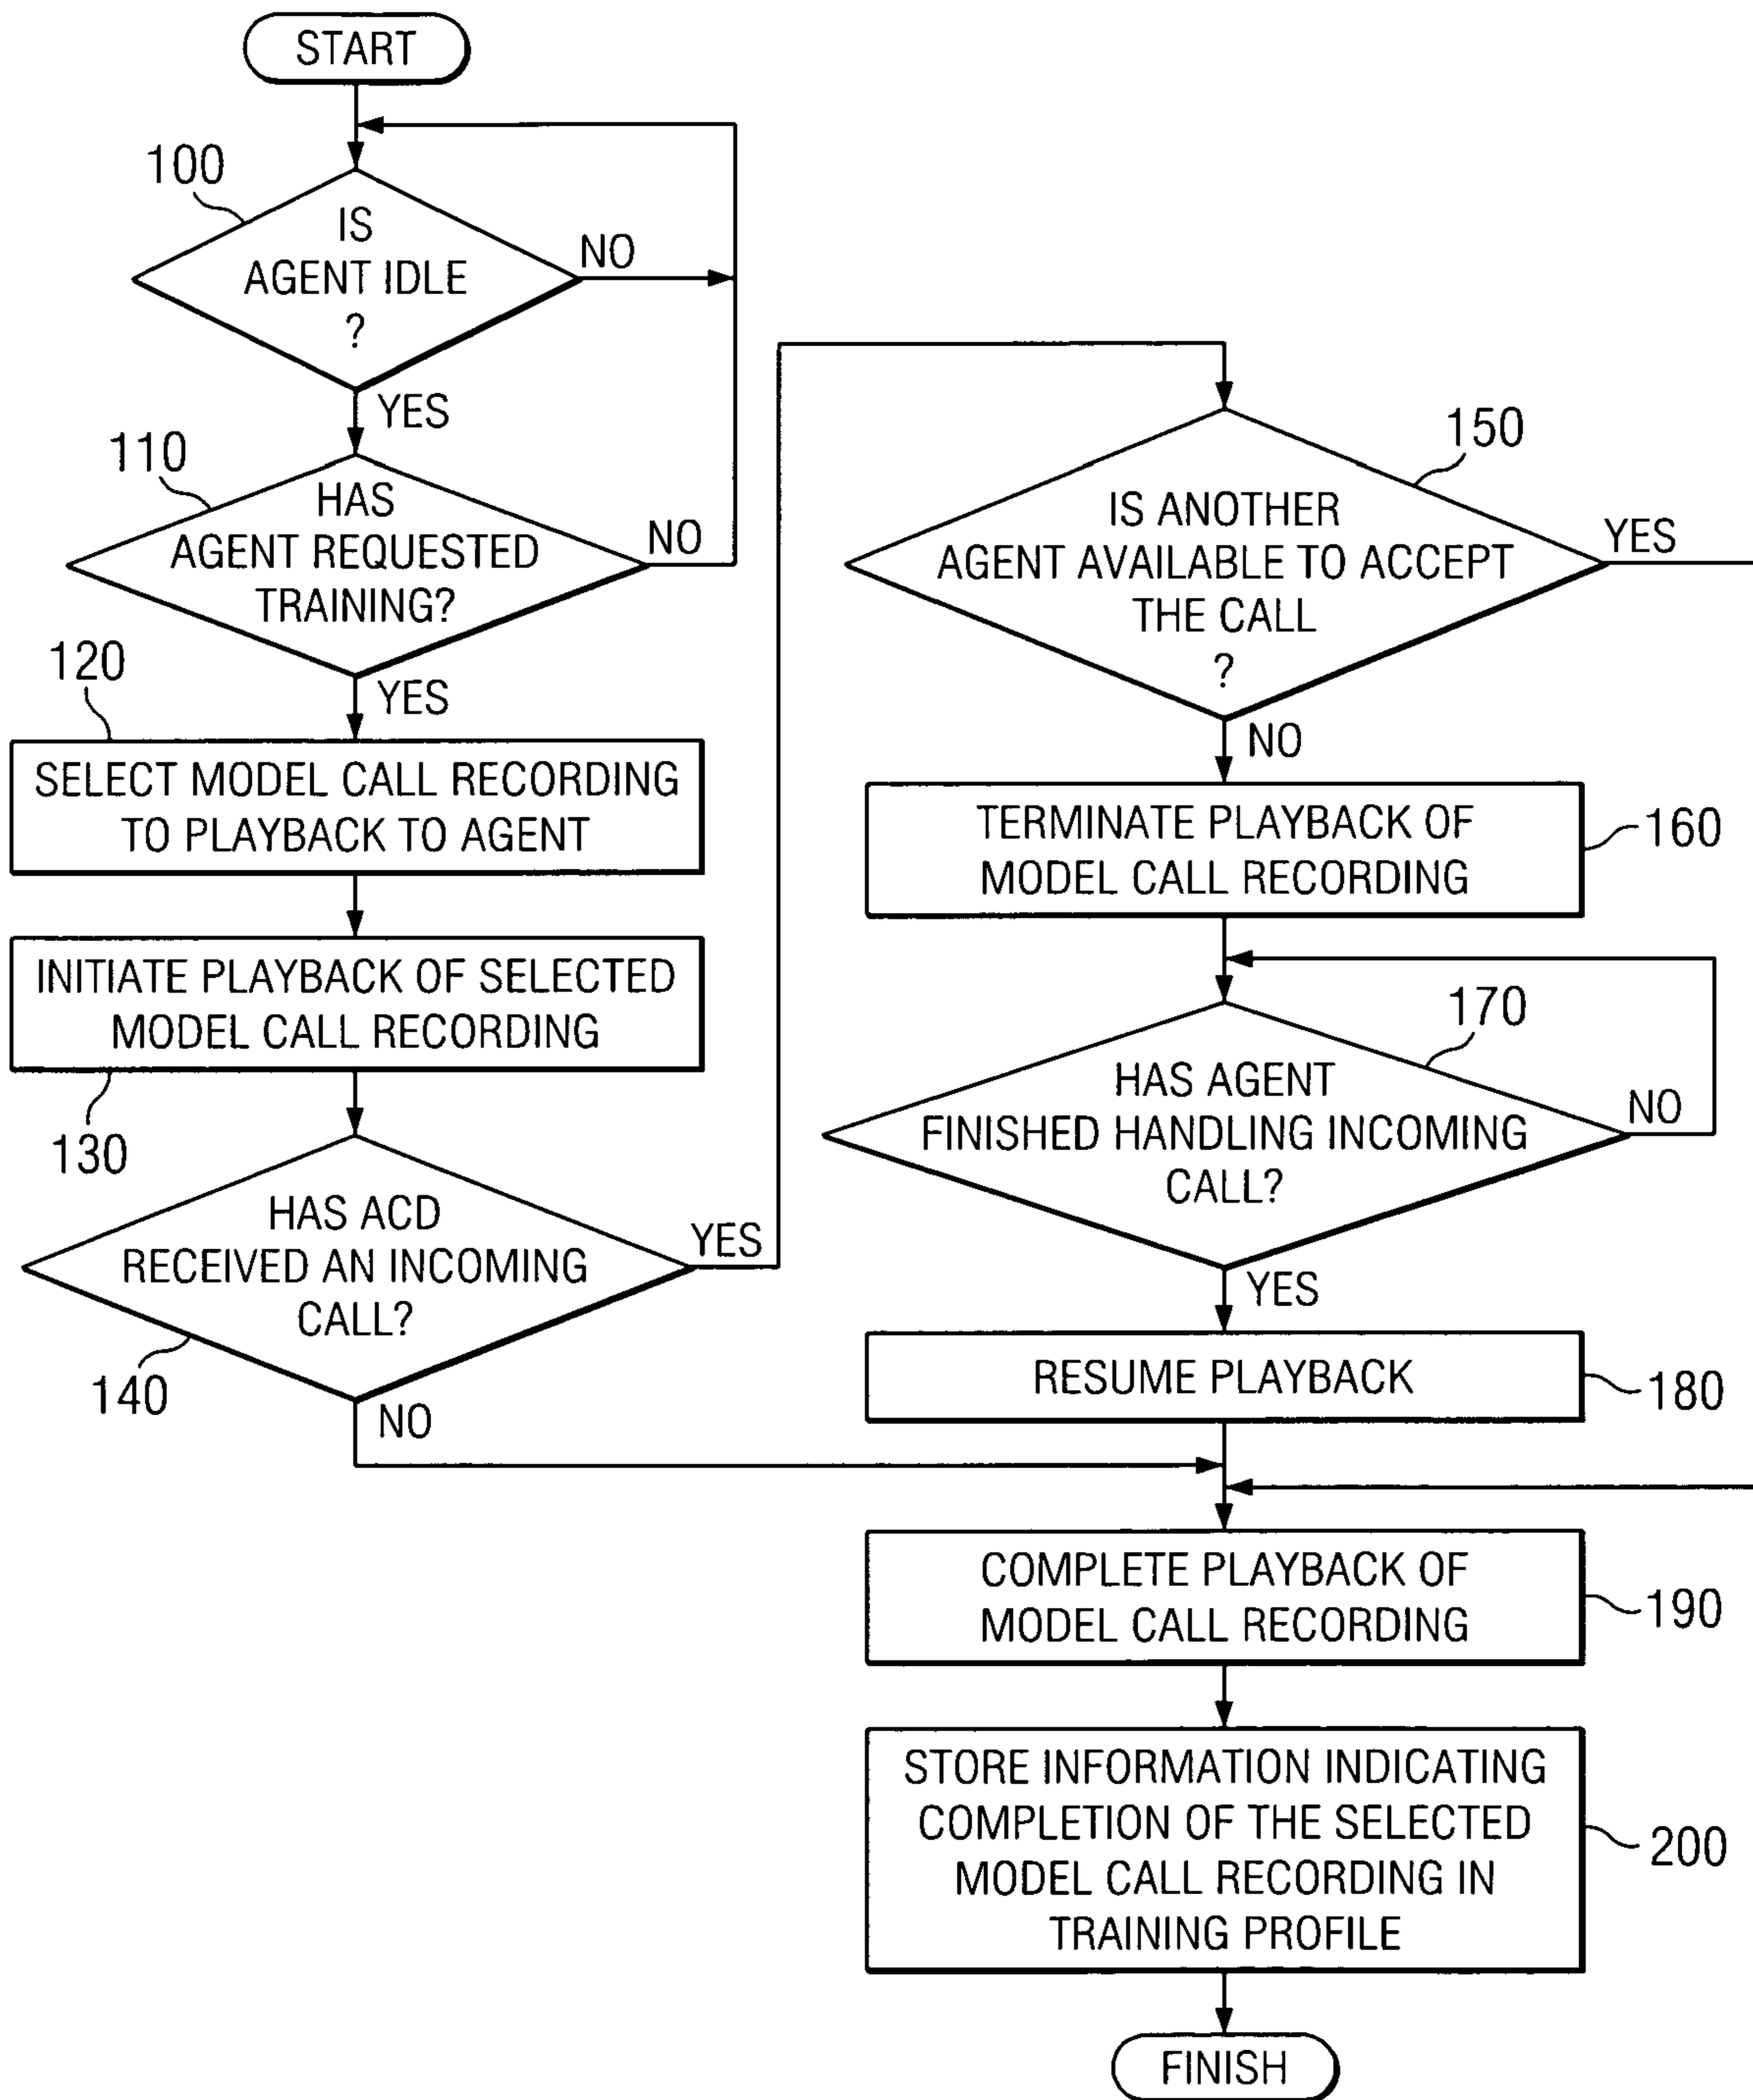 START
100
IS
AGENT IDLE
?
NO
YES
110
HAS
AGENT REQUESTED
TRAINING?
NO
YES
120
SELECT MODEL CALL RECORDING
TO PLAYBACK TO AGENT
INITIATE PLAYBACK OF SELECTED
MODEL CALL RECORDING
130
HAS ACD
RECEIVED AN INCOMING
CALL?
YES
140
NO
150
IS ANOTHER
AGENT AVAILABLE TO ACCEPT
THE CALL
?
YES
NO
TERMINATE PLAYBACK OF
MODEL CALL RECORDING
160
170
HAS AGENT
FINISHED HANDLING INCOMING
CALL?
NO
YES
RESUME PLAYBACK
180
COMPLETE PLAYBACK OF
MODEL CALL RECORDING
190
STORE INFORMATION INDICATING
COMPLETION OF THE SELECTED
MODEL CALL RECORDING IN
TRAINING PROFILE
200
FINISH